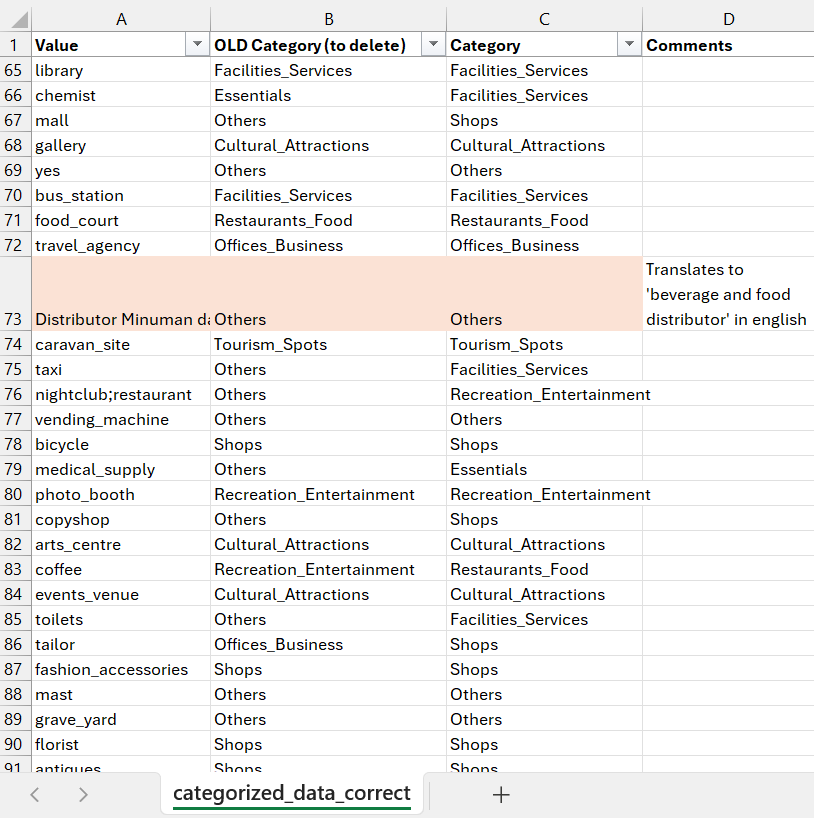 A B C D
1 Value OLD Category (to delete) Category Comments
65 library Facilities_Services Facilities_Services
66 chemist Essentials Facilities_Services
67 mall Others Shops
68 gallery Cultural_Attractions Cultural_Attractions
69 yes Others Others
70 bus_station Facilities_Services Facilities_Services
71 food_court Restaurants_Food Restaurants_Food
72 travel_agency Offices_Business Offices_Business
Translates to
'beverage and food
73 Distributor Minuman da Others Others distributor' in english
74 caravan_site Tourism_Spots Tourism_Spots
75 taxi Others Facilities_Services
76 nightclub;restaurant Others Recreation_Entertainment
77 vending_machine Others Others
78 bicycle Shops Shops
79 medical_supply Others Essentials
80 photo_booth Recreation_Entertainment Recreation_Entertainment
81 copyshop Others Shops
82 arts_centre Cultural_Attractions Cultural_Attractions
83 coffee Recreation_Entertainment Restaurants_Food
84 events_venue Cultural_Attractions Cultural_Attractions
85 toilets Others Facilities_Services
86 tailor Offices_Business Shops
87 fashion_accessories Shops Shops
88 mast Others Others
89 grave_yard Others Others
90 florist Shops Shops
91 antiques Shops Shops
categorized_data_correct